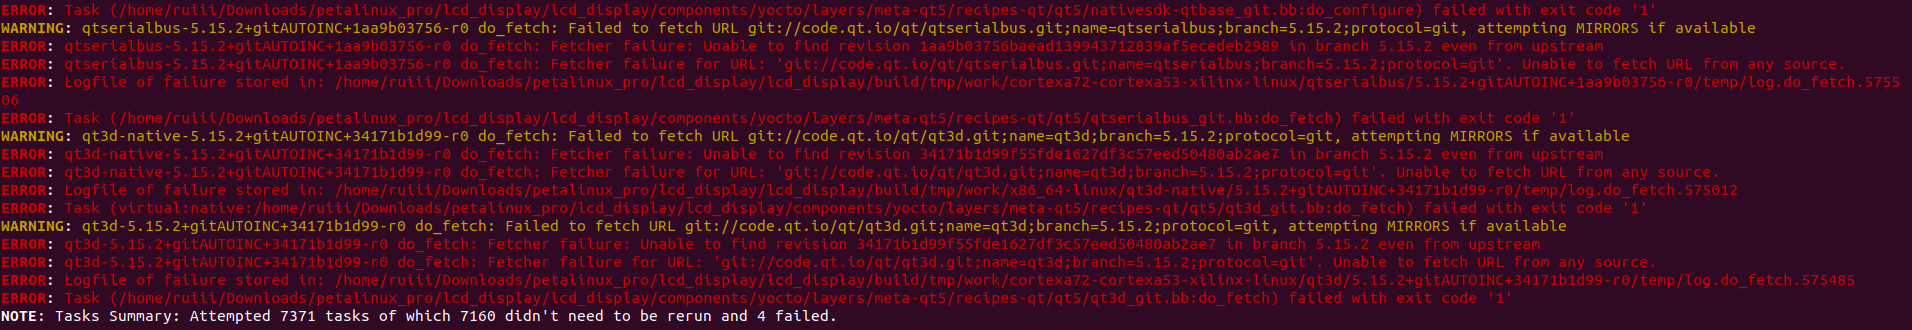 ERROR: Task (/home/ruiii/Downloads/petalinux_pro/lcd_display/lcd_display/components/yocto/layers/meta-qt5/recipes-qt/qt5/nativesdk-qtbase_git.bb:do_configure) failed with exit code '1'
WARNING: qtserialbus-5.15.2+gitAUTOINC+1aa9b03756-r0 do_fetch: Failed to fetch URL git://code.qt.io/qt/qtserialbus.git;name=qtserialbus;branch=5.15.2;protocol=git, attempting MIRRORS if available
ERROR: qtserialbus-5.15.2+gitAUTOINC+1aa9b03756-r0 do_fetch: Fetcher failure: Unable to find revision 1aa9b03756baead139943712839af5ecedeb2989 in branch 5.15.2 even from upstream
ERROR: qtserialbus-5.15.2+gitAUTOINC+1aa9b03756-r0 do_fetch: Fetcher failure for URL: 'git://code.qt.io/qt/qtserialbus.git;name=qtserialbus;branch=5.15.2;protocol=git'. Unable to fetch URL from any source.
ERROR: Logfile of failure stored in: /home/ruiii/Downloads/petalinux_pro/lcd_display/lcd_display/build/tmp/work/cortexa72-cortexa53-xilinx-linux/qtserialbus/5.15.2+gitAUTOINC+1aa9b03756-r0/temp/log.do_fetch.5755
06
ERROR: Task (/home/ruiii/Downloads/petalinux_pro/lcd_display/lcd_display/components/yocto/layers/meta-qt5/recipes-qt/qt5/qtserialbus_git.bb:do_fetch) failed with exit code '1'
WARNING: qt3d-native-5.15.2+gitAUTOINC+34171b1d99-r0 do_fetch: Failed to fetch URL git://code.qt.io/qt/qt3d.git;name=qt3d;branch=5.15.2;protocol=git, attempting MIRRORS if available
ERROR: qt3d-native-5.15.2+gitAUTOINC+34171b1d99-r0 do_fetch: Fetcher failure: Unable to find revision 34171b1d99f55fde1627df3c57eed50480ab2ae7 in branch 5.15.2 even from upstream
ERROR: qt3d-native-5.15.2+gitAUTOINC+34171b1d99-r0 do_fetch: Fetcher failure for URL: 'git://code.qt.io/qt/qt3d.git;name=qt3d;branch=5.15.2;protocol=git'. Unable to fetch URL from any source.
ERROR: Logfile of failure stored in: /home/ruiii/Downloads/petalinux_pro/lcd_display/lcd_display/build/tmp/work/x86_64-linux/qt3d-native/5.15.2+gitAUTOINC+34171b1d99-r0/temp/log.do_fetch.575012
ERROR: Task (virtual:native:/home/ruiii/Downloads/petalinux_pro/lcd_display/lcd_display/components/yocto/layers/meta-qt5/recipes-qt/qt5/qt3d_git.bb:do_fetch) failed with exit code '1'
WARNING: qt3d-5.15.2+gitAUTOINC+34171b1d99-r0 do_fetch: Failed to fetch URL git://code.qt.io/qt/qt3d.git;name=qt3d;branch=5.15.2;protocol=git, attempting MIRRORS if available
ERROR: qt3d-5.15.2+gitAUTOINC+34171b1d99-r0 do_fetch: Fetcher failure: Unable to find revision 34171b1d99f55fde1627df3c57eed50480ab2ae7 in branch 5.15.2 even from upstream
ERROR: qt3d-5.15.2+gitAUTOINC+34171b1d99-r0 do_fetch: Fetcher failure for URL: 'git://code.qt.io/qt/qt3d.git;name=qt3d;branch=5.15.2;protocol=git'. Unable to fetch URL from any source.
ERROR: Logfile of failure stored in: /home/ruiii/Downloads/petalinux_pro/lcd_display/lcd_display/build/tmp/work/cortexa72-cortexa53-xilinx-linux/qt3d/5.15.2+gitAUTOINC+34171b1d99-r0/temp/log.do_fetch.575485
ERROR: Task (/home/ruiii/Downloads/petalinux_pro/lcd_display/lcd_display/components/yocto/layers/meta-qt5/recipes-qt/qt5/qt3d_git.bb:do_fetch) failed with exit code '1'
NOTE: Tasks Summary: Attempted 7371 tasks of which 7160 didn't need to be rerun and 4 failed.